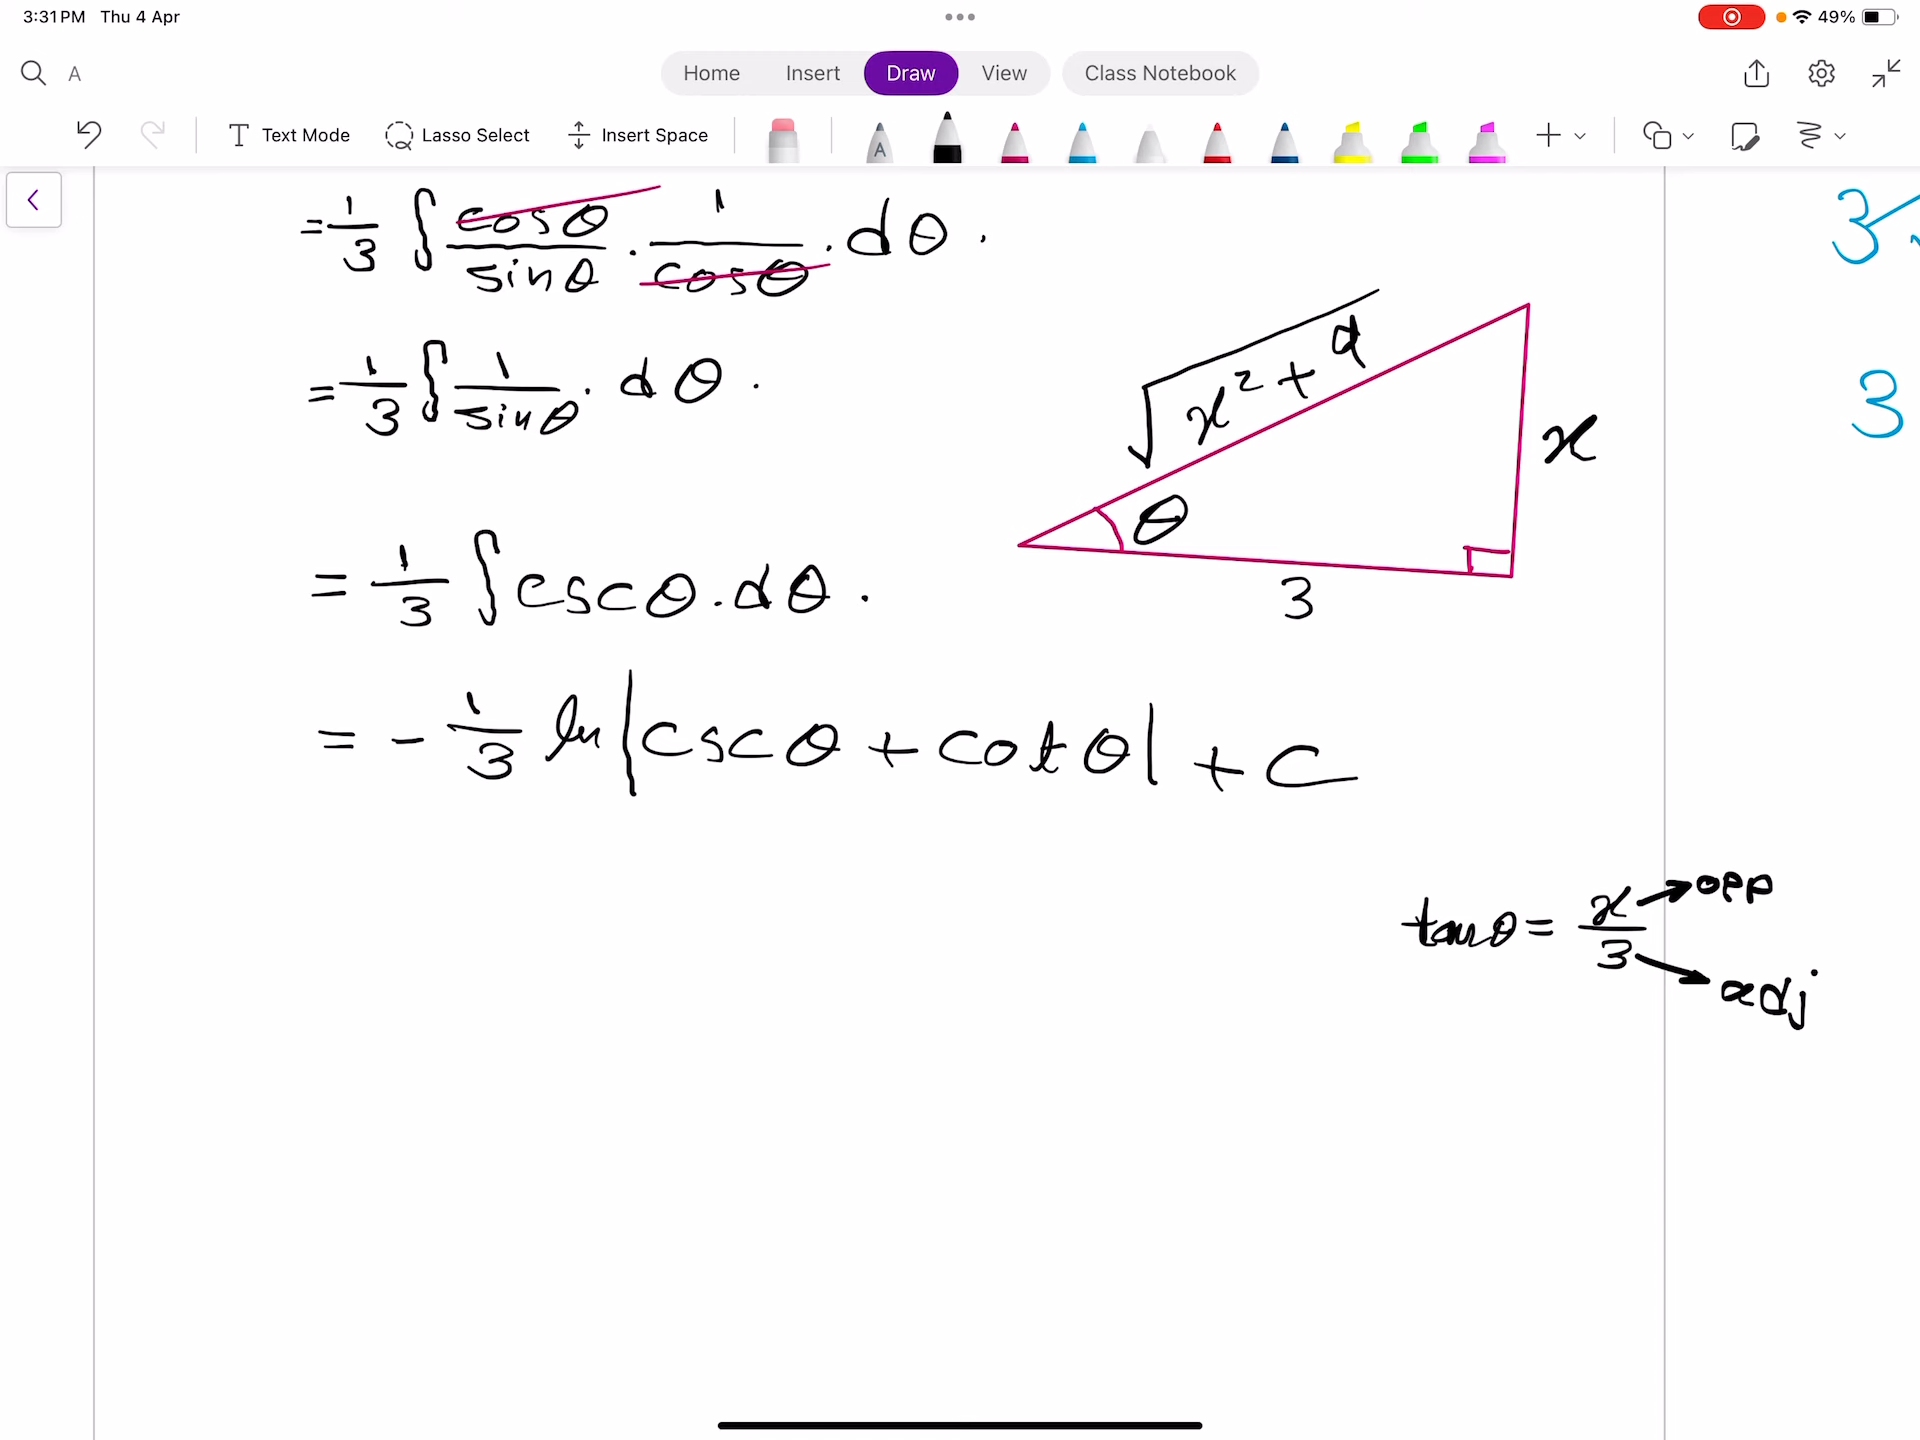 3:31 PM Thu 4 Apr
49%
A
Home Insert Draw View Class Notebook
Text Mode Lasso Select Insert Space
A
= 1/3 ∫ cosθ/sinθ · 1/cosθ · dθ .
3
= 1/3 ∫ 1/sinθ · dθ .
√x² + 9
x
3
θ
3
= 1/3 ∫ cscθ . dθ .
= - 1/3 ln |cscθ + cotθ| + C
tanθ = x/3
opp
adj